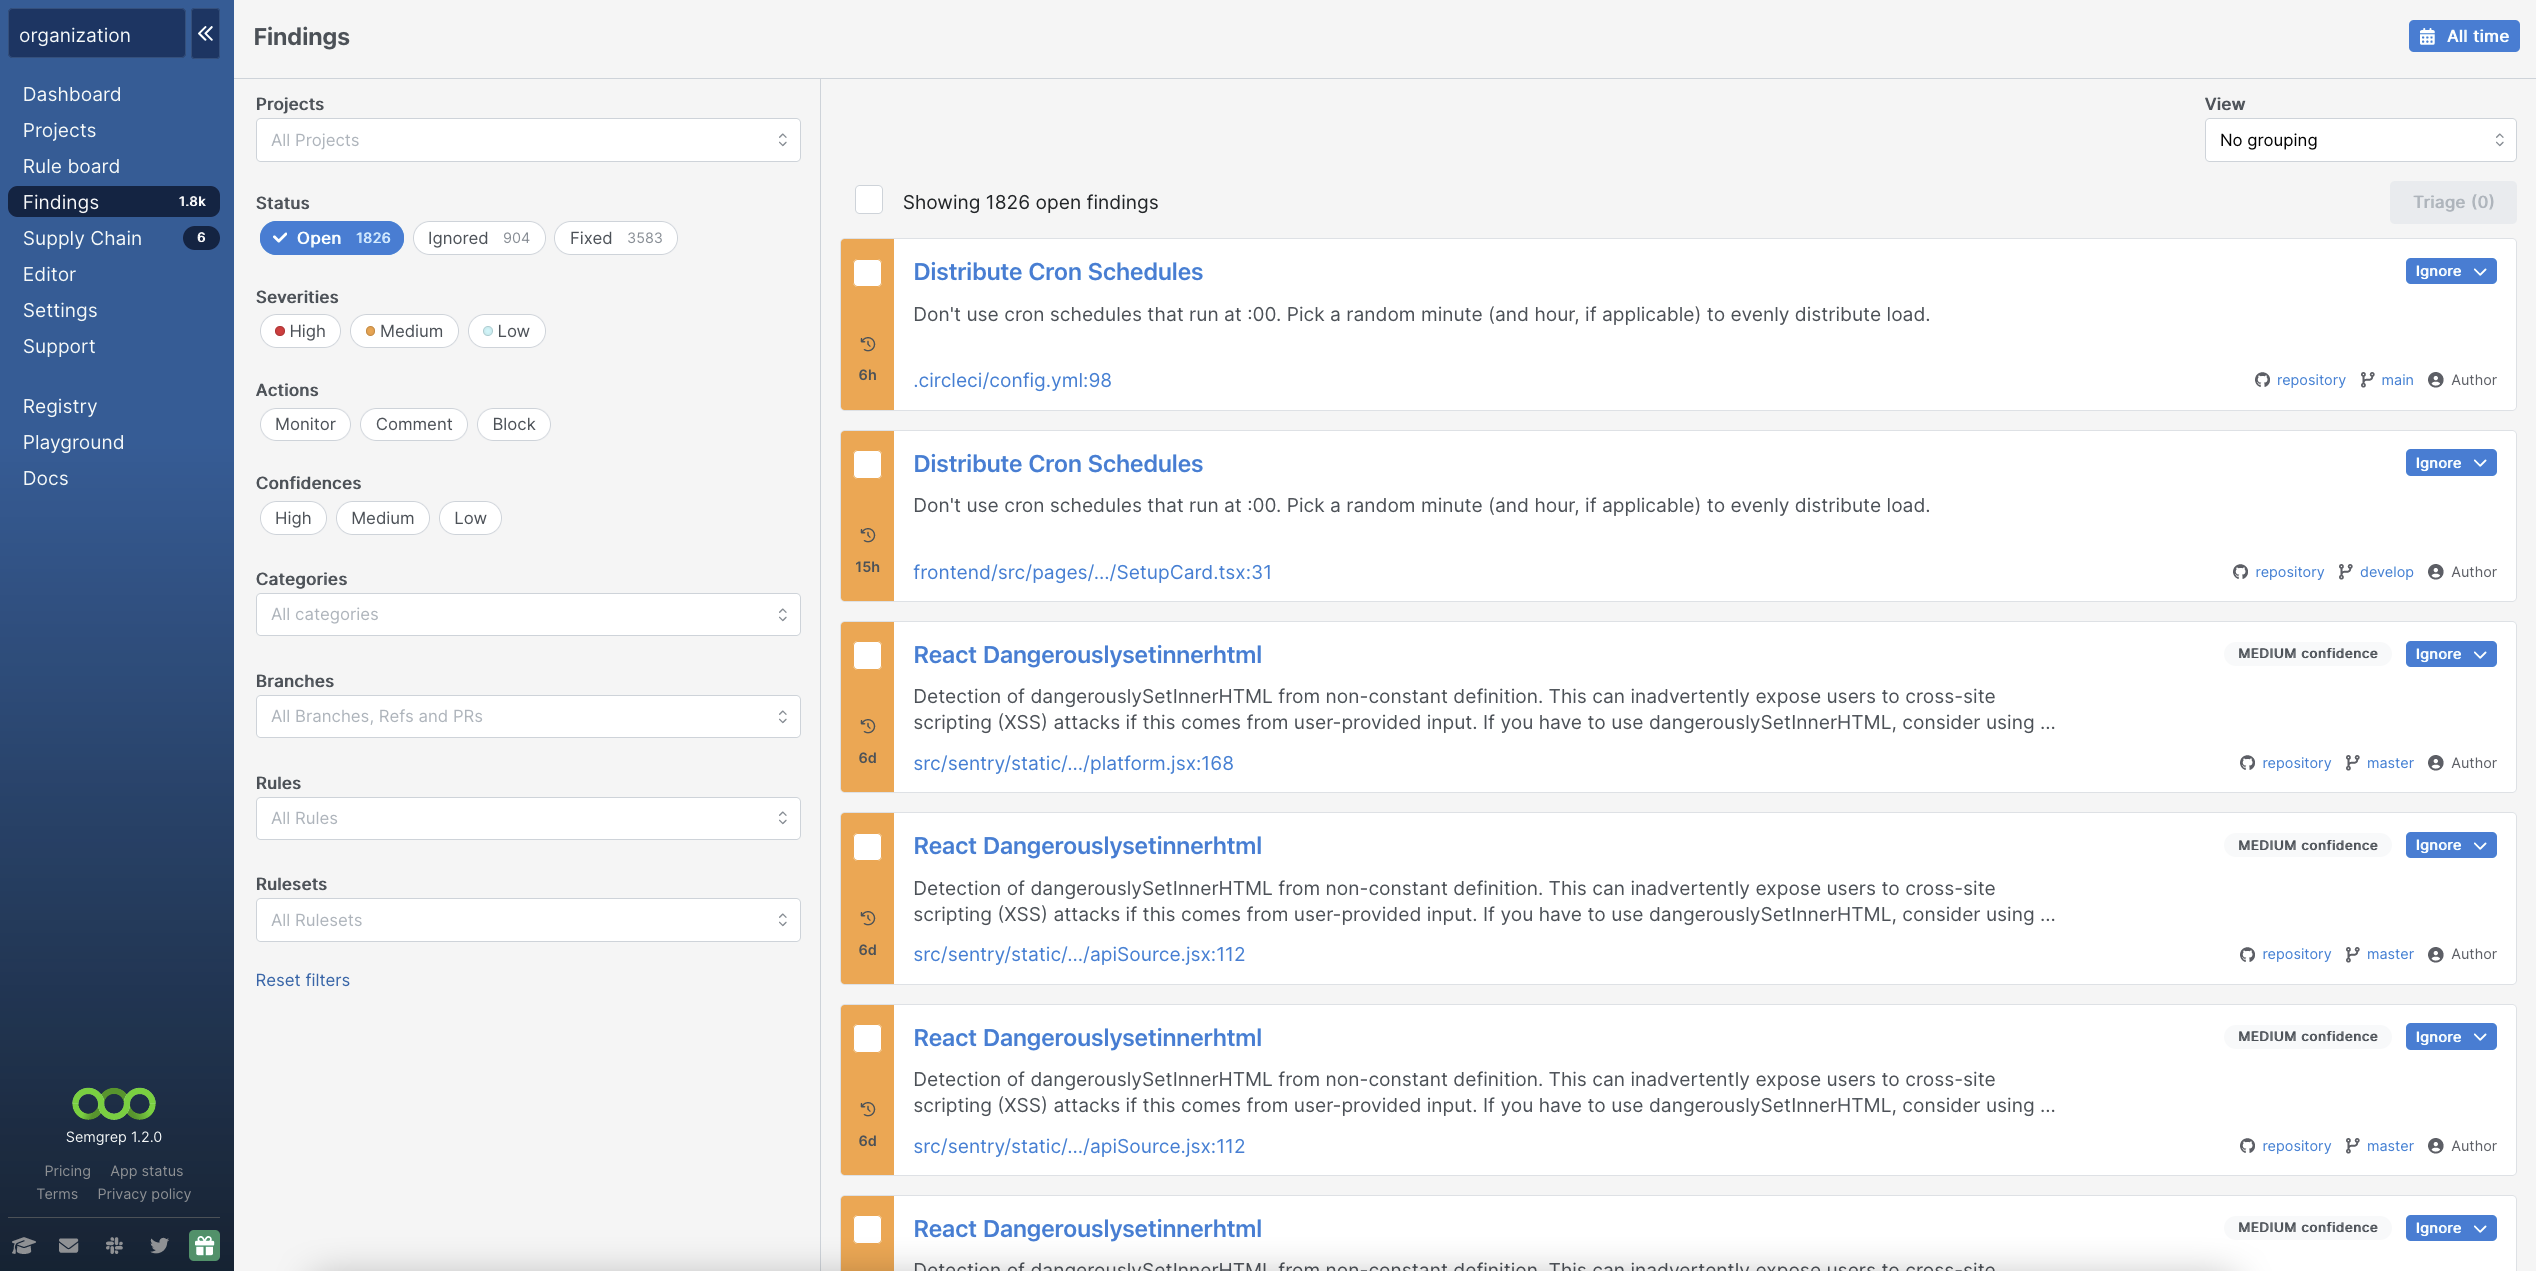 organization
Dashboard
Projects
Rule board
Findings 1.8k
Supply Chain 6
Editor
Settings
Support
Registry
Playground
Docs
Semgrep 1.2.0
Pricing App status
Terms Privacy policy
Findings
All time
Projects
All Projects
Status
Open 1826 Ignored 904 Fixed 3583
Severities
High Medium Low
Actions
Monitor Comment Block
Confidences
High Medium Low
Categories
All categories
Branches
All Branches, Refs and PRs
Rules
All Rules
Rulesets
All Rulesets
Reset filters
View
No grouping
Showing 1826 open findings
Triage (0)
Distribute Cron Schedules
Ignore
Don't use cron schedules that run at :00. Pick a random minute (and hour, if applicable) to evenly distribute load.
6h
.circleci/config.yml:98
repository main Author
Distribute Cron Schedules
Ignore
Don't use cron schedules that run at :00. Pick a random minute (and hour, if applicable) to evenly distribute load.
15h
frontend/src/pages/.../SetupCard.tsx:31
repository develop Author
React Dangerouslysetinnerhtml
MEDIUM confidence Ignore
Detection of dangerouslySetInnerHTML from non-constant definition. This can inadvertently expose users to cross-site
scripting (XSS) attacks if this comes from user-provided input. If you have to use dangerouslySetInnerHTML, consider using ...
6d
src/sentry/static/.../platform.jsx:168
repository master Author
React Dangerouslysetinnerhtml
MEDIUM confidence Ignore
Detection of dangerouslySetInnerHTML from non-constant definition. This can inadvertently expose users to cross-site
scripting (XSS) attacks if this comes from user-provided input. If you have to use dangerouslySetInnerHTML, consider using ...
6d
src/sentry/static/.../apiSource.jsx:112
repository master Author
React Dangerouslysetinnerhtml
MEDIUM confidence Ignore
Detection of dangerouslySetInnerHTML from non-constant definition. This can inadvertently expose users to cross-site
scripting (XSS) attacks if this comes from user-provided input. If you have to use dangerouslySetInnerHTML, consider using ...
6d
src/sentry/static/.../apiSource.jsx:112
repository master Author
React Dangerouslysetinnerhtml
MEDIUM confidence Ignore
Detection of dangerouslySetInnerHTML from non-constant definition. This can inadvertently expose users to cross-site